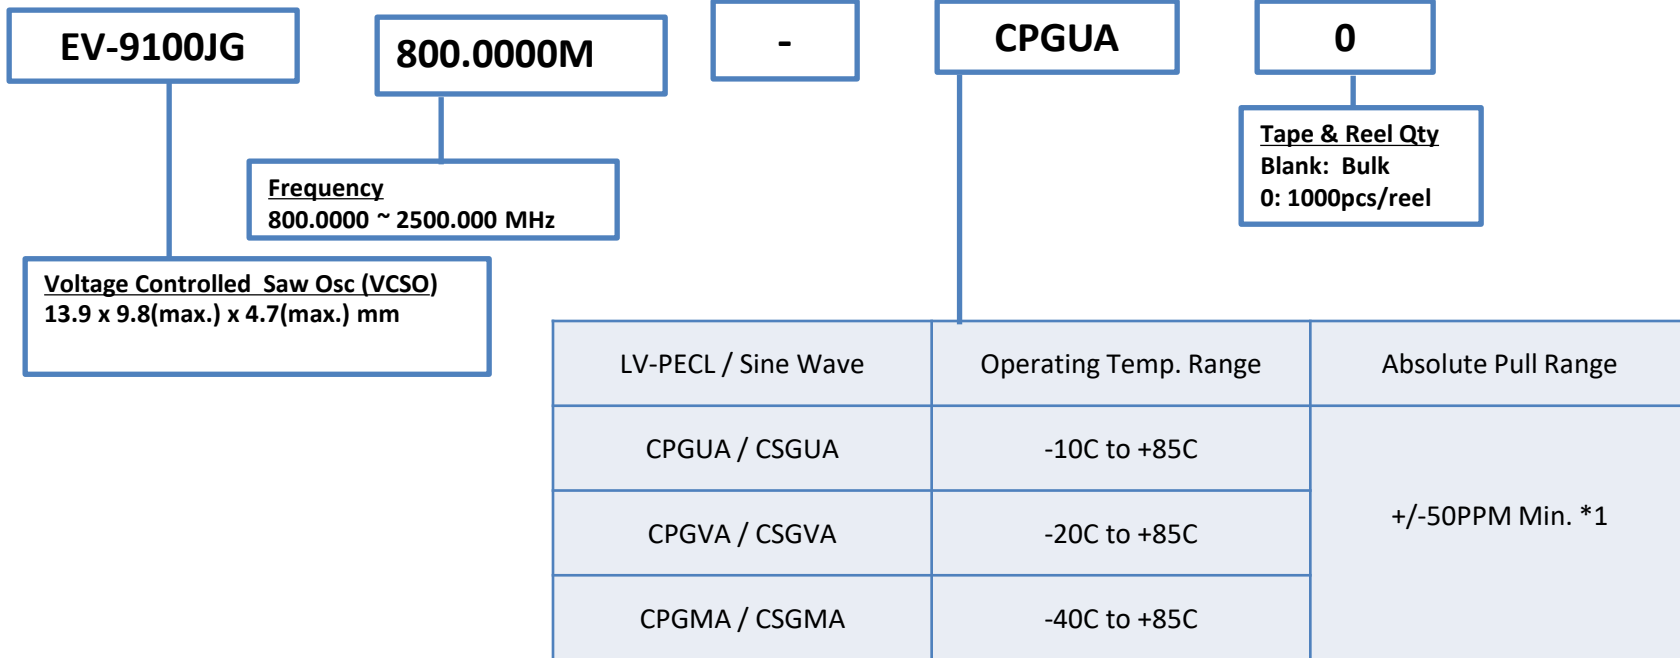 EV-9100JG 800.0000M - CPGUA 0
Tape & Reel Qty
Blank: Bulk
0: 1000pcs/reel
Frequency
800.0000 ~ 2500.000 MHz
Voltage Controlled Saw Osc (VCSO)
13.9 x 9.8(max.) x 4.7(max.) mm
LV-PECL / Sine Wave Operating Temp. Range Absolute Pull Range
CPGUA / CSGUA -10C to +85C
+/-50PPM Min. *1
CPGVA / CSGVA -20C to +85C
CPGMA / CSGMA -40C to +85C